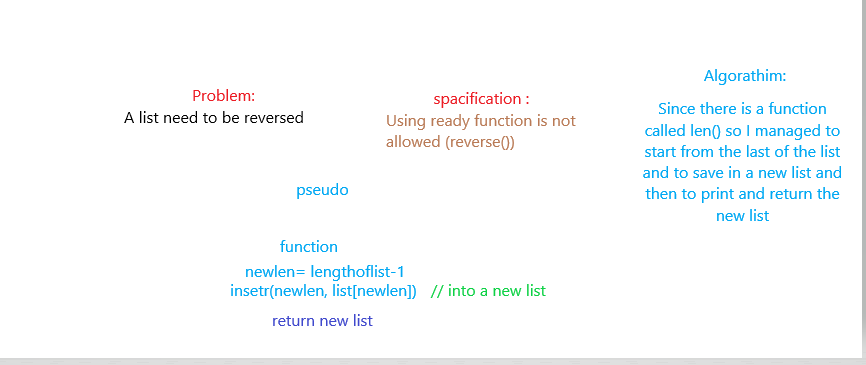 Problem:
A list need to be reversed
spacification :
Using ready function is not
allowed (reverse())
Algorathim:
Since there is a function
called len() so I managed to
start from the last of the list
and to save in a new list and
then to print and return the
new list
pseudo
function
newlen= lengthoflist-1
insetr(newlen, list[newlen]) // into a new list
return new list